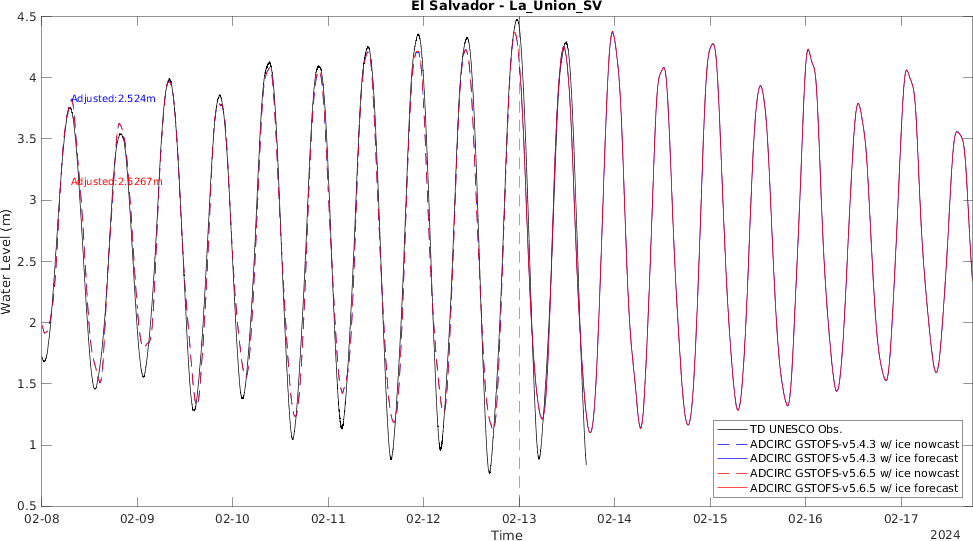 El Salvador - La_Union_SV
4.5
4
3.5
3
2.5
2
1.5
1
0.5
Water Level (m)
Adjusted:2.524m
Adjusted:2.5267m
TD UNESCO Obs.
ADCIRC GSTOFS-v5.4.3 w/ ice nowcast
ADCIRC GSTOFS-v5.4.3 w/ ice forecast
ADCIRC GSTOFS-v5.6.5 w/ ice nowcast
ADCIRC GSTOFS-v5.6.5 w/ ice forecast
02-08 02-09 02-10 02-11 02-12 02-13 02-14 02-15 02-16 02-17
Time
2024